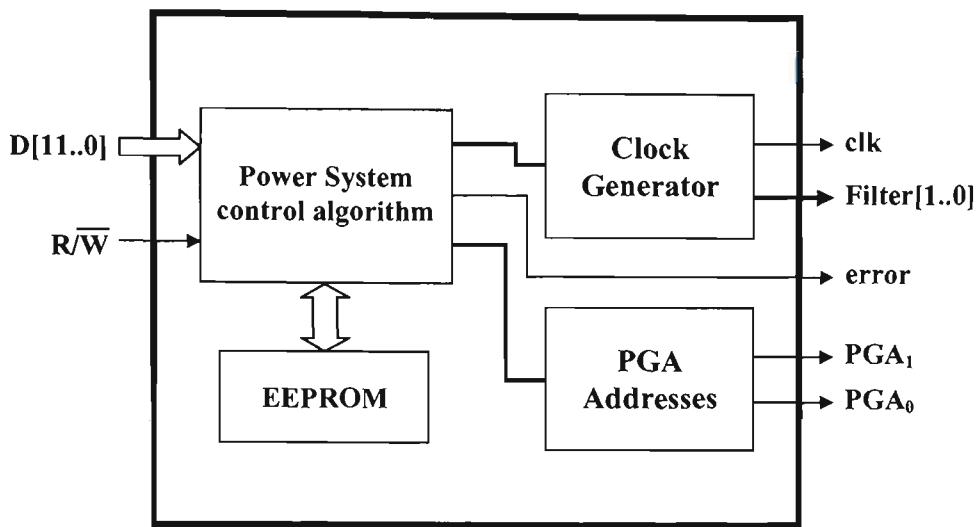 D[11..0]
R/W̅
Power System
control algorithm
EEPROM
Clock
Generator
PGA
Addresses
clk
Filter[1..0]
error
PGA₁
PGA₀